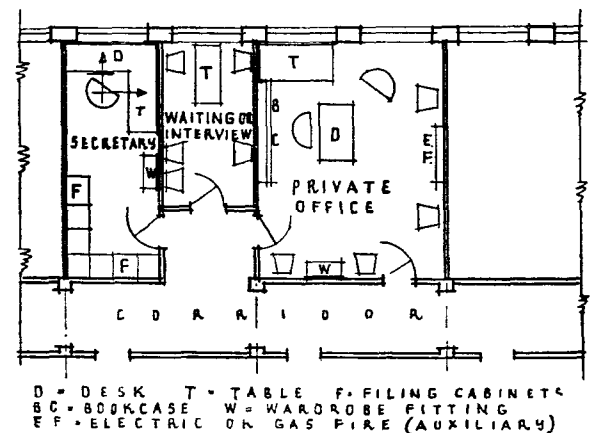 D
T
T
T
B
C
D
E
F
SECRETARY
WAITING OR
INTERVIEW
W
F
PRIVATE
OFFICE
F
W
CORRIDOR
D = DESK T = TABLE F = FILING CABINETS
BC = BOOKCASE W = WARDROBE FITTING
EF = ELECTRIC OR GAS FIRE (AUXILIARY)